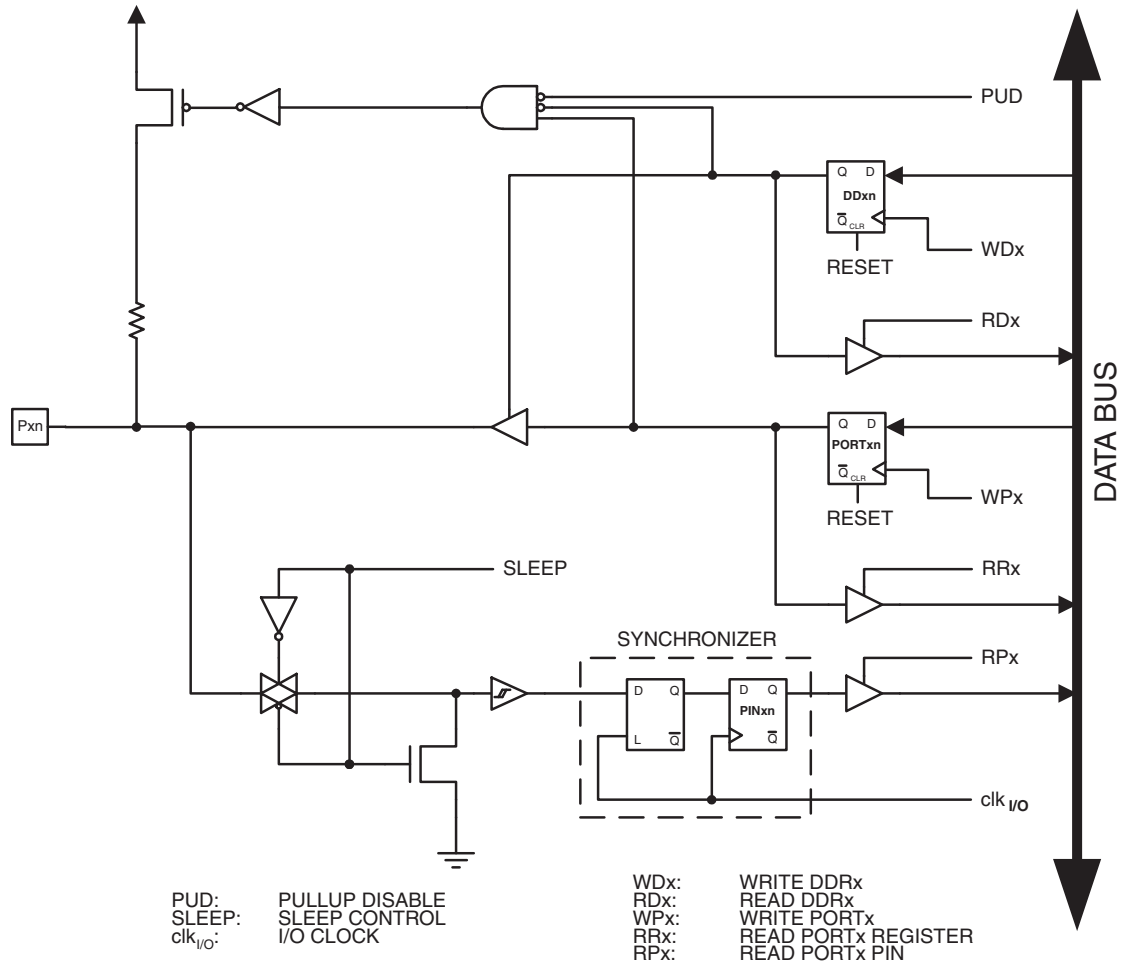 PUD
Q D
DDxn
Q CLR
WDx
RESET
RDx
Pxn
Q D
PORTxn
Q CLR
WPx
RESET
DATA BUS
SLEEP
RRx
SYNCHRONIZER
RPx
D Q
L Q
D Q
PINxn
Q
clk I/O
PUD: PULLUP DISABLE
SLEEP: SLEEP CONTROL
clkI/O: I/O CLOCK
WDx: WRITE DDRx
RDx: READ DDRx
WPx: WRITE PORTx
RRx: READ PORTx REGISTER
RPx: READ PORTx PIN